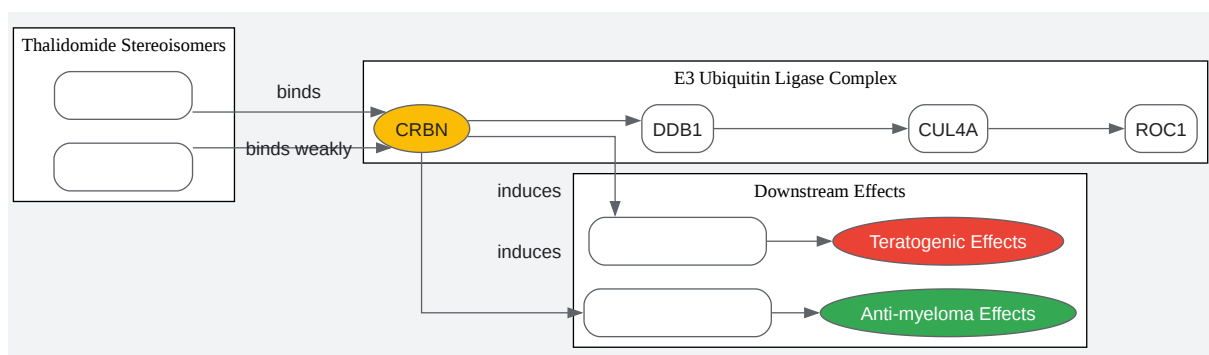 Thalidomide Stereoisomers
binds
binds weakly
E3 Ubiquitin Ligase Complex
CRBN
DDB1
CUL4A
ROC1
induces
induces
Downstream Effects
Teratogenic Effects
Anti-myeloma Effects